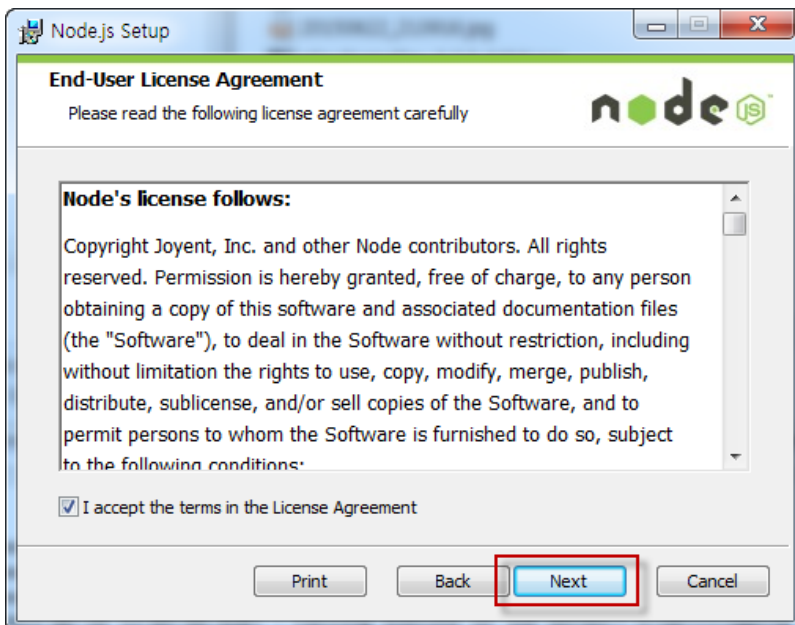 Node.js Setup
End-User License Agreement
Please read the following license agreement carefully
node JS
Node's license follows:
Copyright Joyent, Inc. and other Node contributors. All rights
reserved. Permission is hereby granted, free of charge, to any person
obtaining a copy of this software and associated documentation files
(the "Software"), to deal in the Software without restriction, including
without limitation the rights to use, copy, modify, merge, publish,
distribute, sublicense, and/or sell copies of the Software, and to
permit persons to whom the Software is furnished to do so, subject
to the following conditions:
I accept the terms in the License Agreement
Print Back Next Cancel